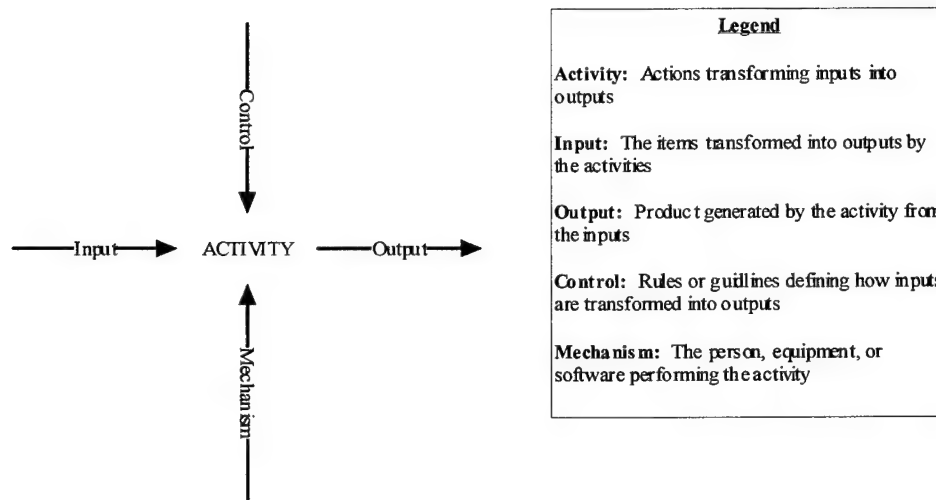 Control
Input
ACTIVITY
Output
Mechanism
Legend
Activity: Actions transforming inputs into
outputs
Input: The items transformed into outputs by
the activities
Output: Product generated by the activity from
the inputs
Control: Rules or guidlines defining how inputs
are transformed into outputs
Mechanism: The person, equipment, or
software performing the activity